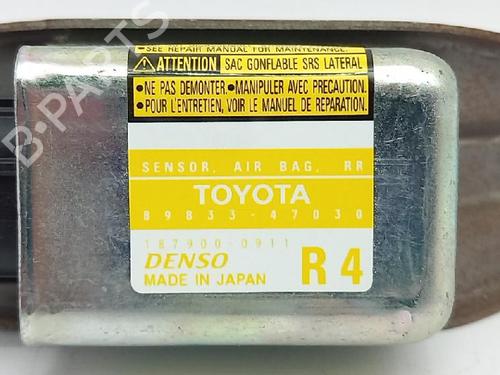 •SEE REPAIR MANUAL FOR MAINTENANCE.
ATTENTION SAC GONFLABLE SRS LATERAL
•NE PAS DEMONTER.•MANIPULER AVEC PRECAUTION.
•POUR L'ENTRETIEN, VOIR LE MANUEL DE REPARATION.
SENSOR, AIR BAG, RR
TOYOTA
89833-47030
187900-0911
DENSO
MADE IN JAPAN
R4
B-PARTS